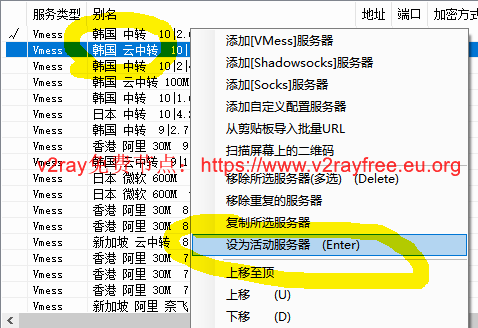 服务类型 别名 地址 端口 加密方式
√ Vmess 韩国 中转 10|2.
Vmess 韩国 云中转 10|
Vmess 韩国 中转 10|2
Vmess 韩国 云中转 100M
Vmess 韩国 中转 10|1.
Vmess 日本 中转 10|2.
Vmess 韩国 中转 9|2.7
Vmess 香港 阿里 30M 9
Vmess 韩国 云中转 9|1
Vmess 日本 微软 600M
Vmess 日本 微软 600M
Vmess 香港 阿里 30M 8
Vmess 香港 阿里 30M 8
Vmess 新加坡 云中转 8
Vmess 香港 阿里 30M 7
Vmess 香港 阿里 30M 7
Vmess 香港 阿里 30M 7
Vmess 新加坡 阿里 奈飞
添加[VMess]服务器
添加[Shadowsocks]服务器
添加[Socks]服务器
添加自定义配置服务器
从剪贴板导入批量URL
扫描屏幕上的二维码
移除所选服务器(多选) (Delete)
移除重复的服务器
复制所选服务器
设为活动服务器 (Enter)
上移至顶
上移 (U)
下移 (D)
v2ray免费节点：https://www.v2rayfree.eu.org